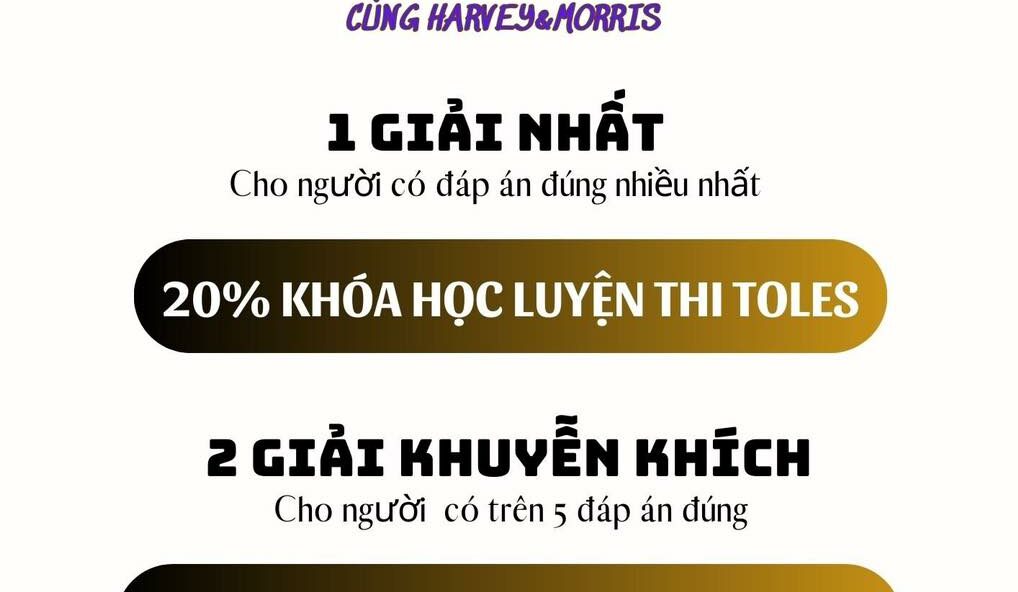 CÙNG HARVEY&MORRIS
1 GIẢI NHẤT
Cho người có đáp án đúng nhiều nhất
20% KHÓA HỌC LUYỆN THI TOLES
2 GIẢI KHUYỄN KHÍCH
Cho người có trên 5 đáp án đúng